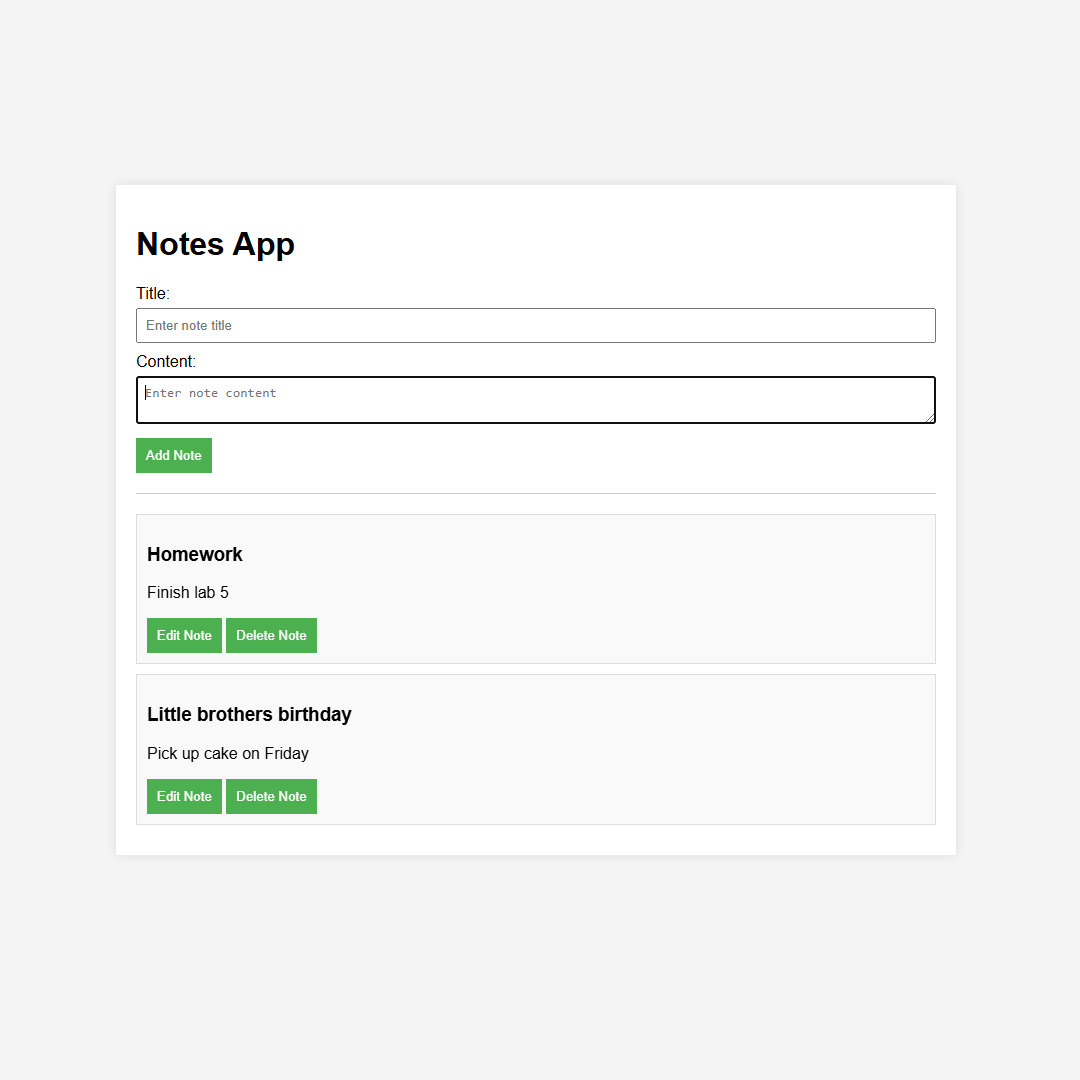 Notes App
Title:
Enter note title
Content:
Enter note content
Add Note
Homework
Finish lab 5
Edit Note Delete Note
Little brothers birthday
Pick up cake on Friday
Edit Note Delete Note